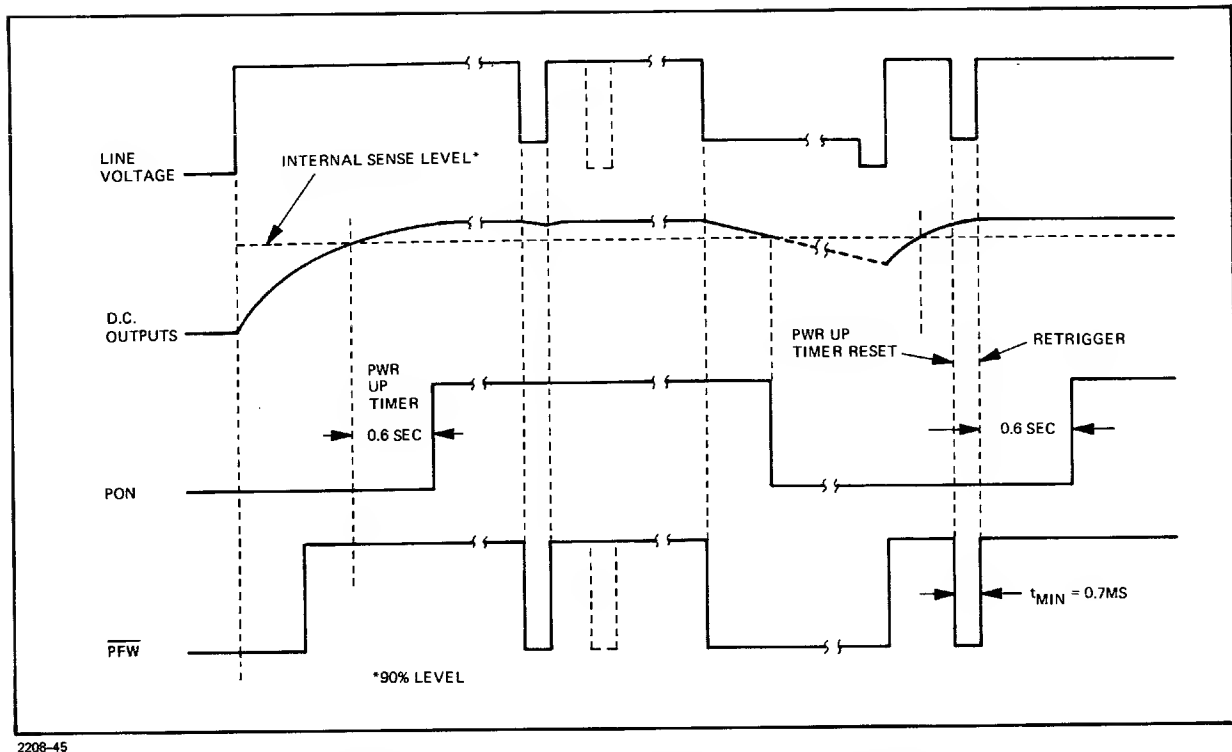 LINE
VOLTAGE
INTERNAL SENSE LEVEL*
D.C.
OUTPUTS
PWR UP
TIMER RESET
RETRIGGER
PWR
UP
TIMER
0.6 SEC
0.6 SEC
PON
tMIN = 0.7MS
PFW
*90% LEVEL
2208-45